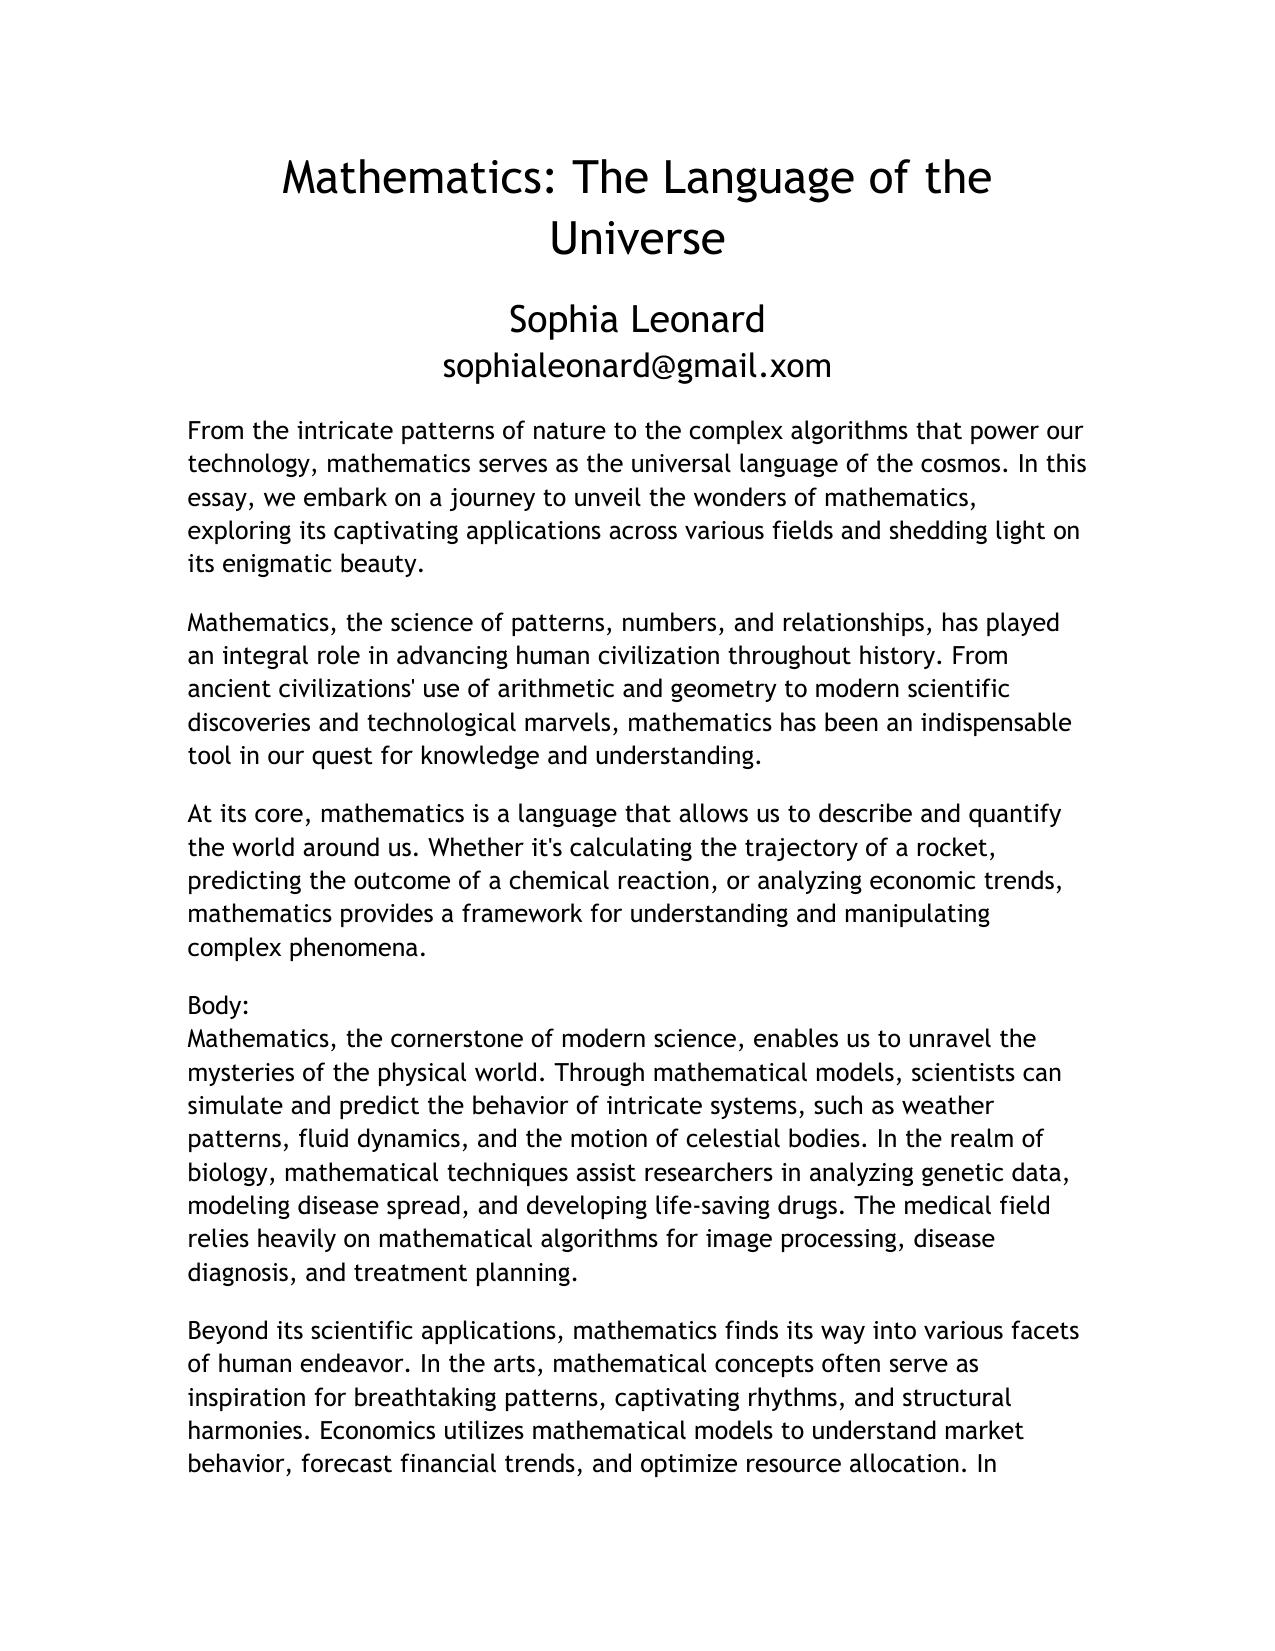 Mathematics: The Language of the
Universe
Sophia Leonard
sophialeonard@gmail.xom
From the intricate patterns of nature to the complex algorithms that power our
technology, mathematics serves as the universal language of the cosmos. In this
essay, we embark on a journey to unveil the wonders of mathematics,
exploring its captivating applications across various fields and shedding light on
its enigmatic beauty.
Mathematics, the science of patterns, numbers, and relationships, has played
an integral role in advancing human civilization throughout history. From
ancient civilizations' use of arithmetic and geometry to modern scientific
discoveries and technological marvels, mathematics has been an indispensable
tool in our quest for knowledge and understanding.
At its core, mathematics is a language that allows us to describe and quantify
the world around us. Whether it's calculating the trajectory of a rocket,
predicting the outcome of a chemical reaction, or analyzing economic trends,
mathematics provides a framework for understanding and manipulating
complex phenomena.
Body:
Mathematics, the cornerstone of modern science, enables us to unravel the
mysteries of the physical world. Through mathematical models, scientists can
simulate and predict the behavior of intricate systems, such as weather
patterns, fluid dynamics, and the motion of celestial bodies. In the realm of
biology, mathematical techniques assist researchers in analyzing genetic data,
modeling disease spread, and developing life-saving drugs. The medical field
relies heavily on mathematical algorithms for image processing, disease
diagnosis, and treatment planning.
Beyond its scientific applications, mathematics finds its way into various facets
of human endeavor. In the arts, mathematical concepts often serve as
inspiration for breathtaking patterns, captivating rhythms, and structural
harmonies. Economics utilizes mathematical models to understand market
behavior, forecast financial trends, and optimize resource allocation. In